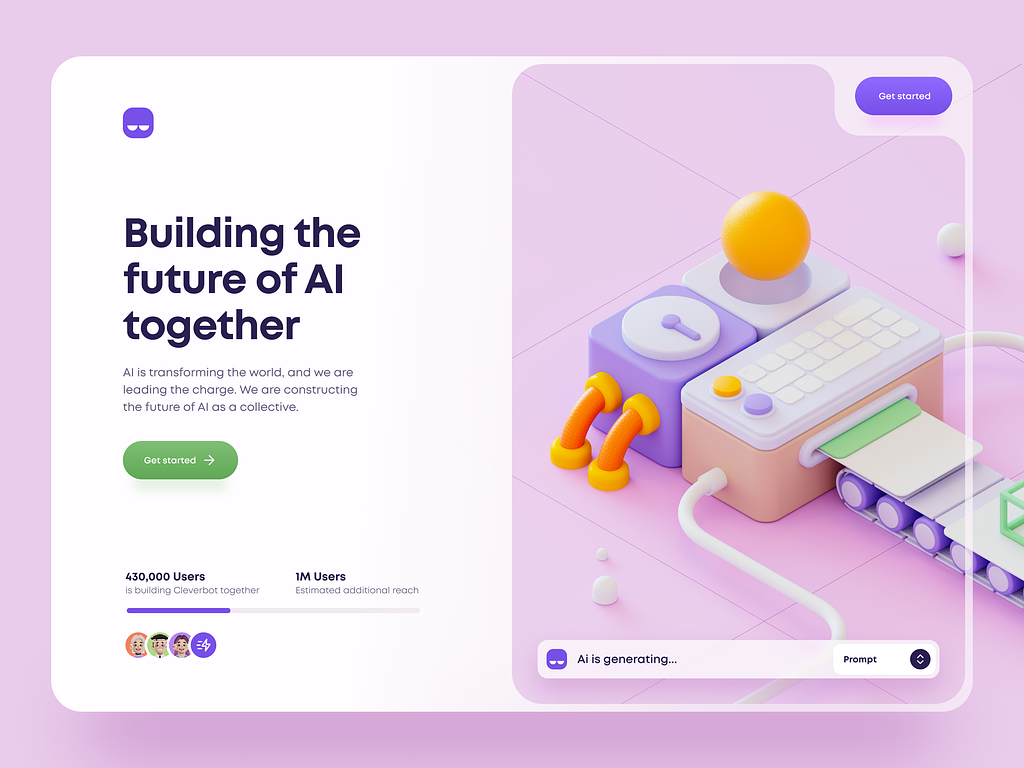 Get started
Building the
future of AI
together
AI is transforming the world, and we are
leading the charge. We are constructing
the future of AI as a collective.
Get started
430,000 Users
is building Cleverbot together
1M Users
Estimated additional reach
Ai is generating...
Prompt